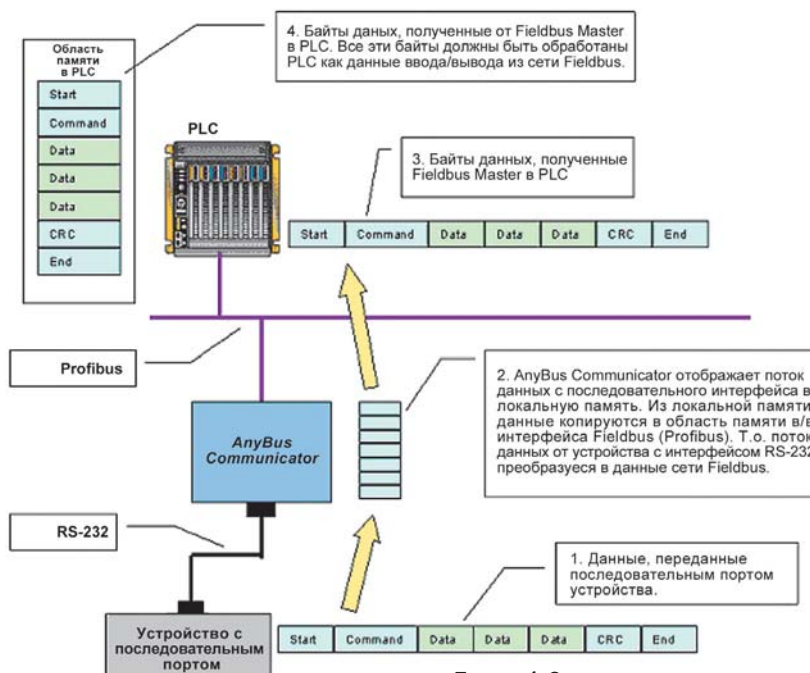 4. Байты даных, полученные от Fieldbus Master
в PLC. Все эти байты должны быть обработаны
PLC как данные ввода/вывода из сети Fieldbus.
Область
памяти
в PLC
Start
Command
Data
Data
Data
CRC
End
PLC
3. Байты данных, полученные
Fieldbus Master в PLC
Start Command Data Data Data CRC End
Profibus
2. AnyBus Communicator отображает поток
данных с последовательного интерфейса в
локальную память. Из локальной памяти
данные копируются в область памяти в/в
интерфейса Fieldbus (Profibus). Т.о. поток
данных от устройства с интерфейсом RS-232
преобразуеся в данные сети Fieldbus.
AnyBus
Communicator
RS-232
1. Данные, переданные
последовательным портом
устройства.
Устройство с
последовательным
портом
Start Command Data Data Data CRC End